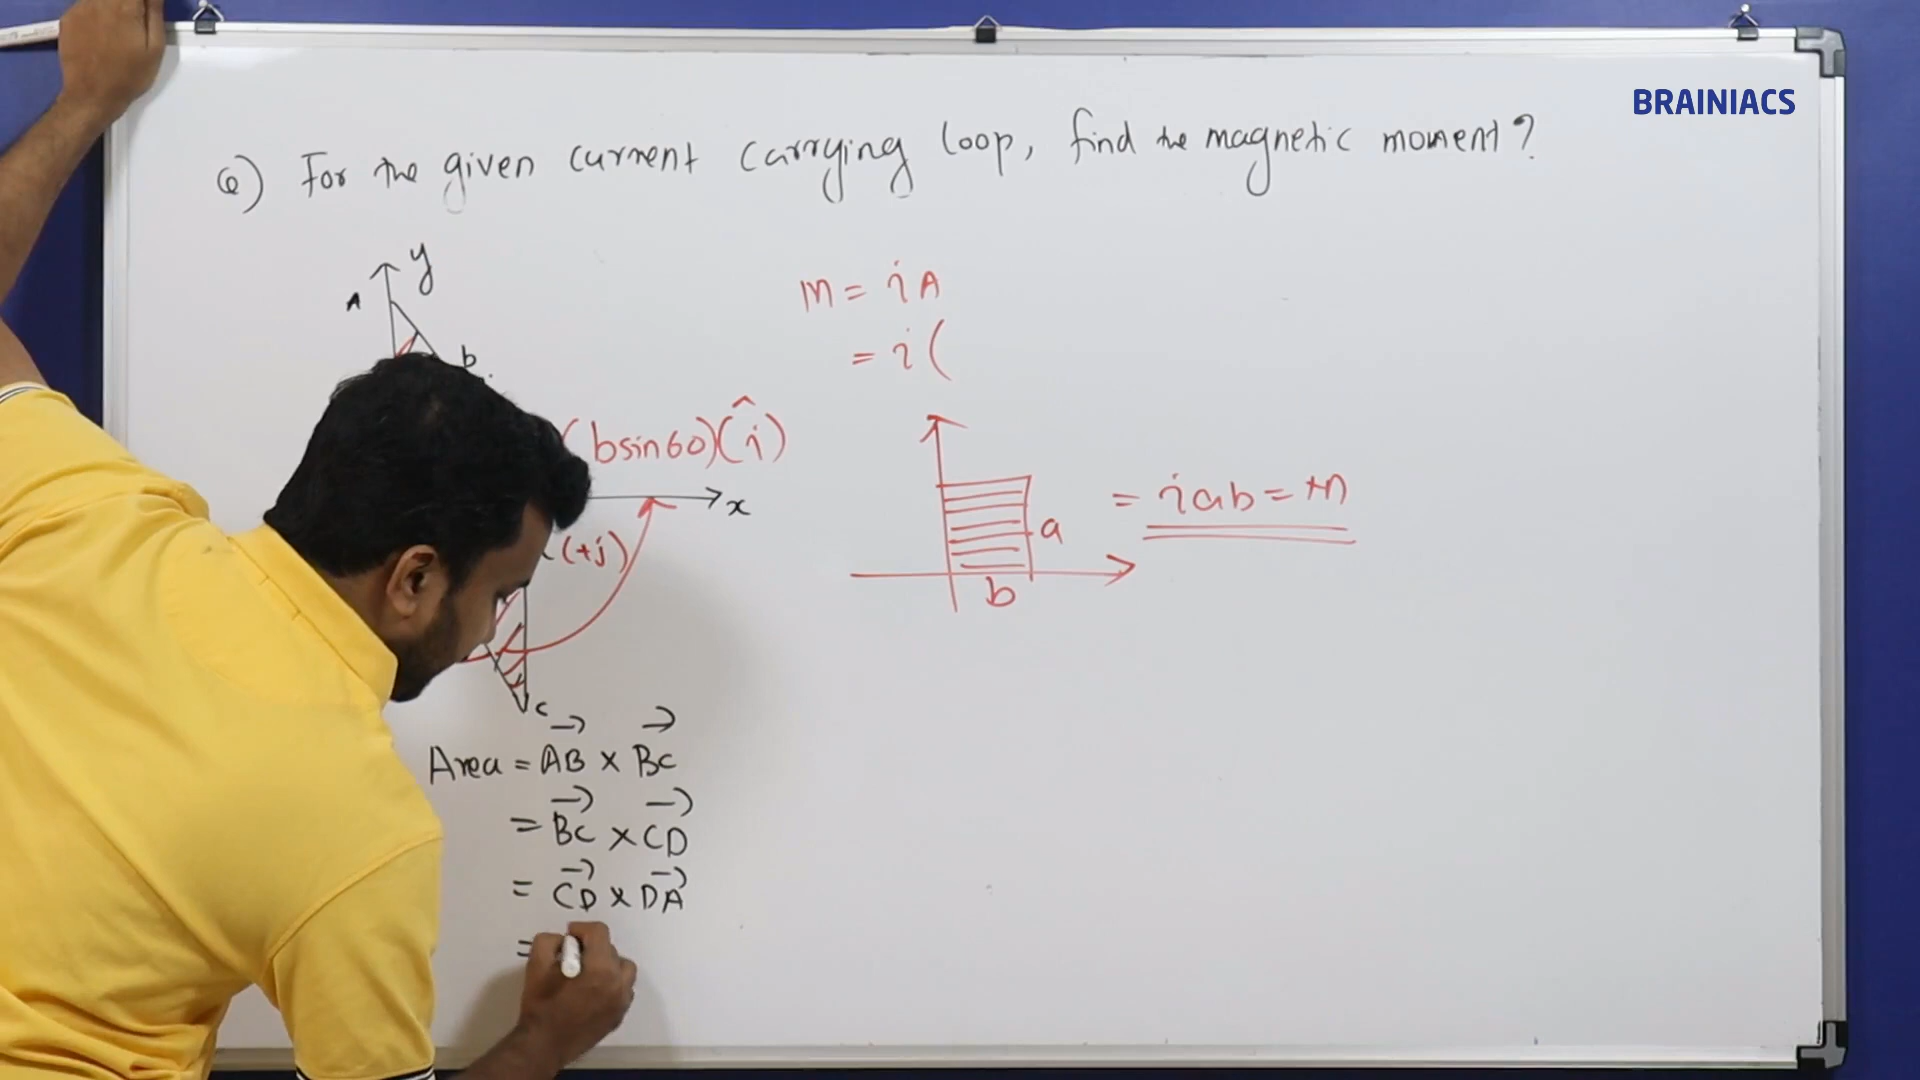 BRAINIACS
Q) For the given current carrying loop, find the magnetic moment?
y
A
b
m = i A
= i (
(bsin60)(î)
x
(+j)
a
b
= iab = m
c
Area = AB⃗ × BC⃗
= BC⃗ × CD⃗
= CD⃗ × DA⃗
=